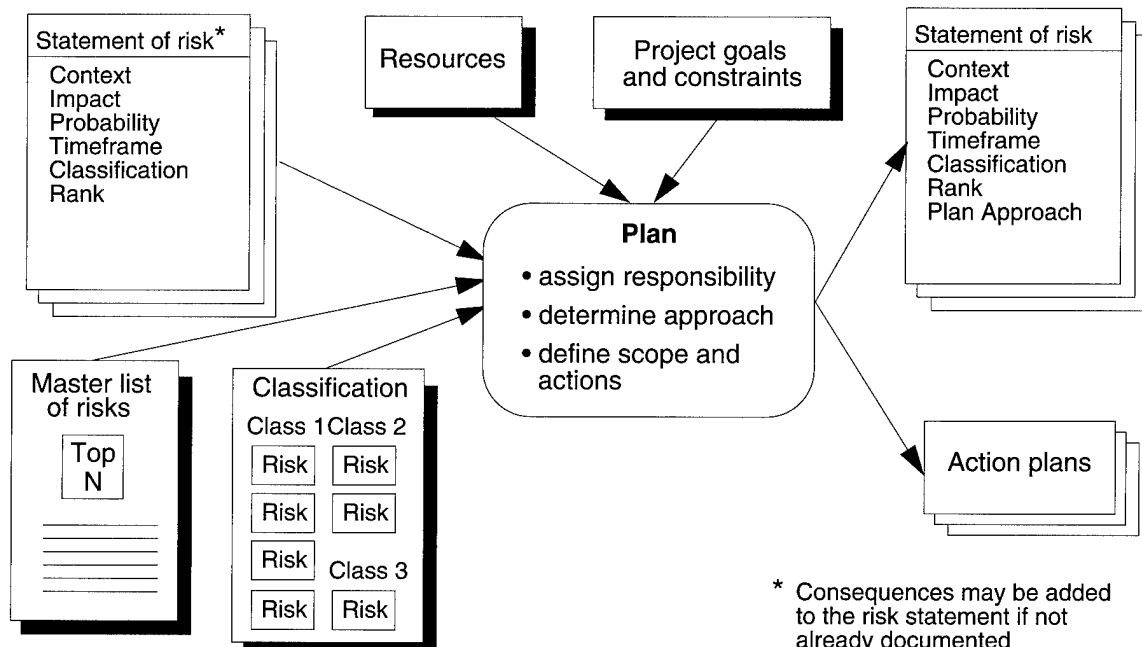 Statement of risk*
Context
Impact
Probability
Timeframe
Classification
Rank
Resources
Project goals
and constraints
Statement of risk
Context
Impact
Probability
Timeframe
Classification
Rank
Plan Approach
Plan
• assign responsibility
• determine approach
• define scope and
actions
Master list
of risks
Top
N
Classification
Class 1 Class 2
Risk Risk
Risk Risk
Risk
Class 3
Risk Risk
Action plans
* Consequences may be added
to the risk statement if not
already documented